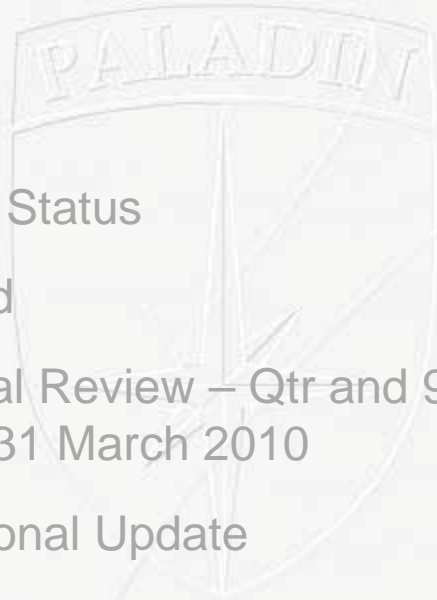 PALADIN
Status
d
al Review – Qtr and 9
31 March 2010
onal Update